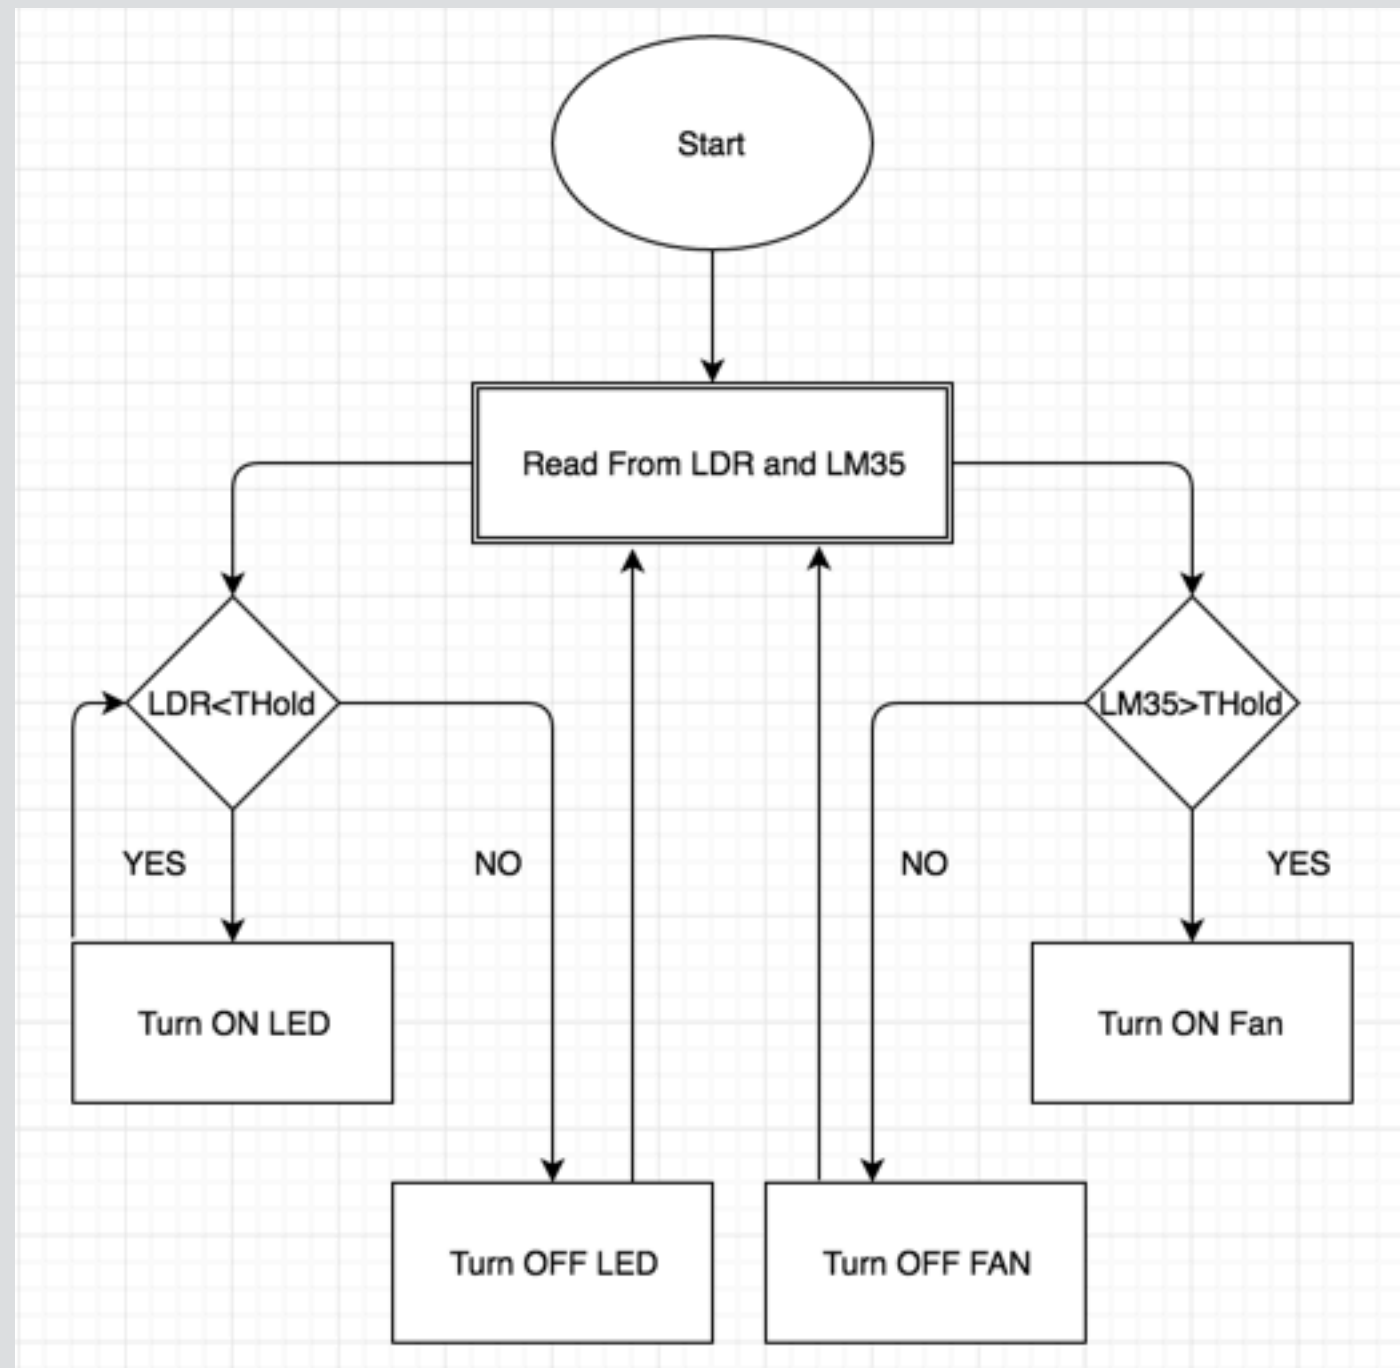 Start
Read From LDR and LM35
LDR<THold
LM35>THold
YES
NO
NO
YES
Turn ON LED
Turn ON Fan
Turn OFF LED
Turn OFF FAN